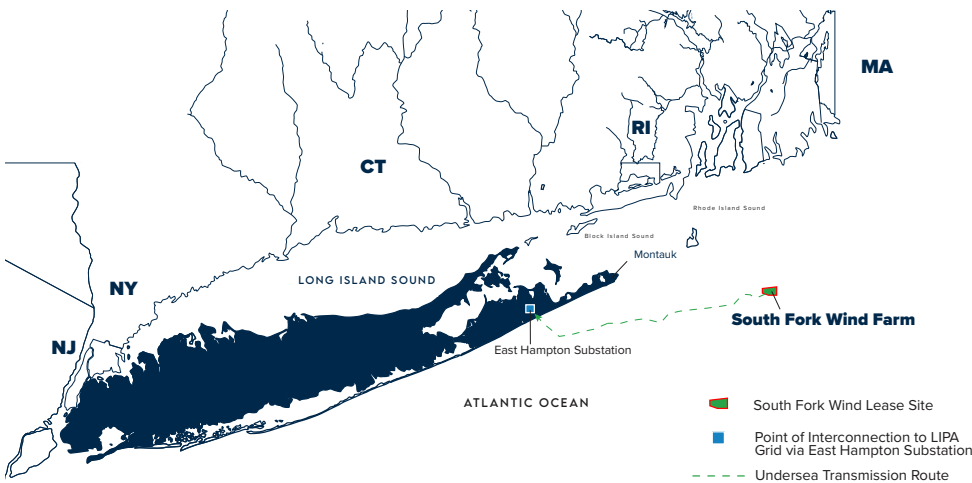 MA
RI
CT
Rhode Island Sound
Block Island Sound
Montauk
LONG ISLAND SOUND
NY
South Fork Wind Farm
NJ
East Hampton Substation
ATLANTIC OCEAN
South Fork Wind Lease Site
Point of Interconnection to LIPA
Grid via East Hampton Substation
Undersea Transmission Route